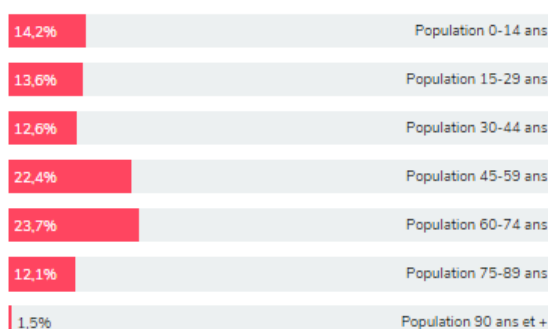 14,2% Population 0-14 ans
13,6% Population 15-29 ans
12,6% Population 30-44 ans
22,4% Population 45-59 ans
23,7% Population 60-74 ans
12,1% Population 75-89 ans
1,5% Population 90 ans et +